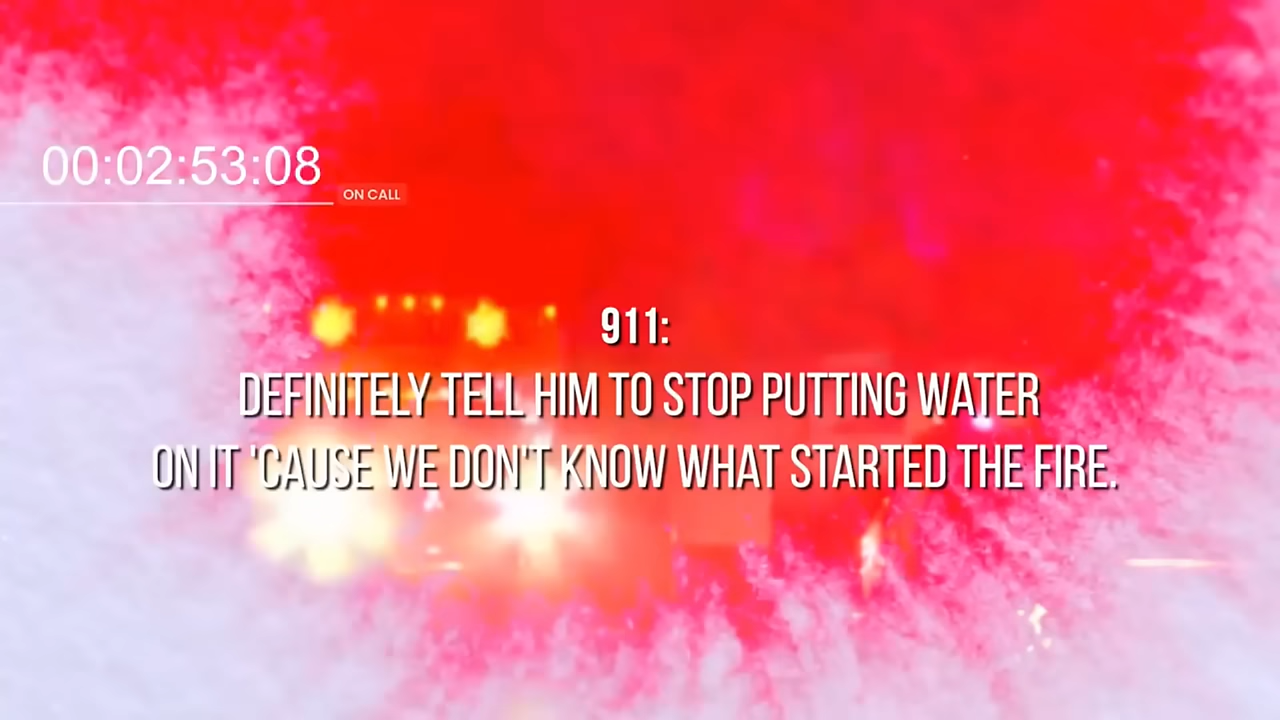 00:02:53:08
ON CALL
911:
DEFINITELY TELL HIM TO STOP PUTTING WATER
ON IT 'CAUSE WE DON'T KNOW WHAT STARTED THE FIRE.